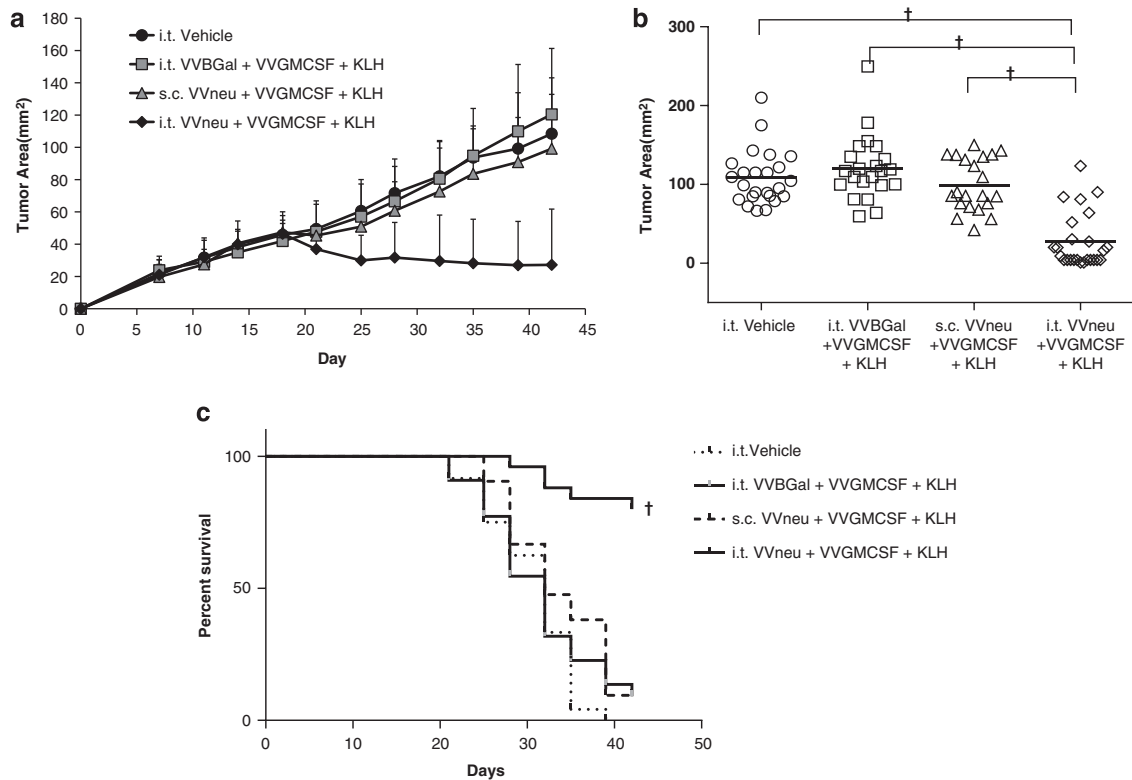 a
180
160
140
120
100
80
60
40
20
0
Tumor Area(mm²)
0 5 10 15 20 25 30 35 40 45
Day
i.t. Vehicle
i.t. VVBGal + VVGMCSF + KLH
s.c. VVneu + VVGMCSF + KLH
i.t. VVneu + VVGMCSF + KLH
b
300
200
100
0
Tumor Area(mm²)
†
†
†
i.t. Vehicle
i.t. VVBGal
+VVGMCSF
+ KLH
s.c. VVneu
+VVGMCSF
+ KLH
i.t. VVneu
+VVGMCSF
+ KLH
c
100
50
0
Percent survival
0 10 20 30 40 50
Days
†
i.t.Vehicle
i.t. VVBGal + VVGMCSF + KLH
s.c. VVneu + VVGMCSF + KLH
i.t. VVneu + VVGMCSF + KLH